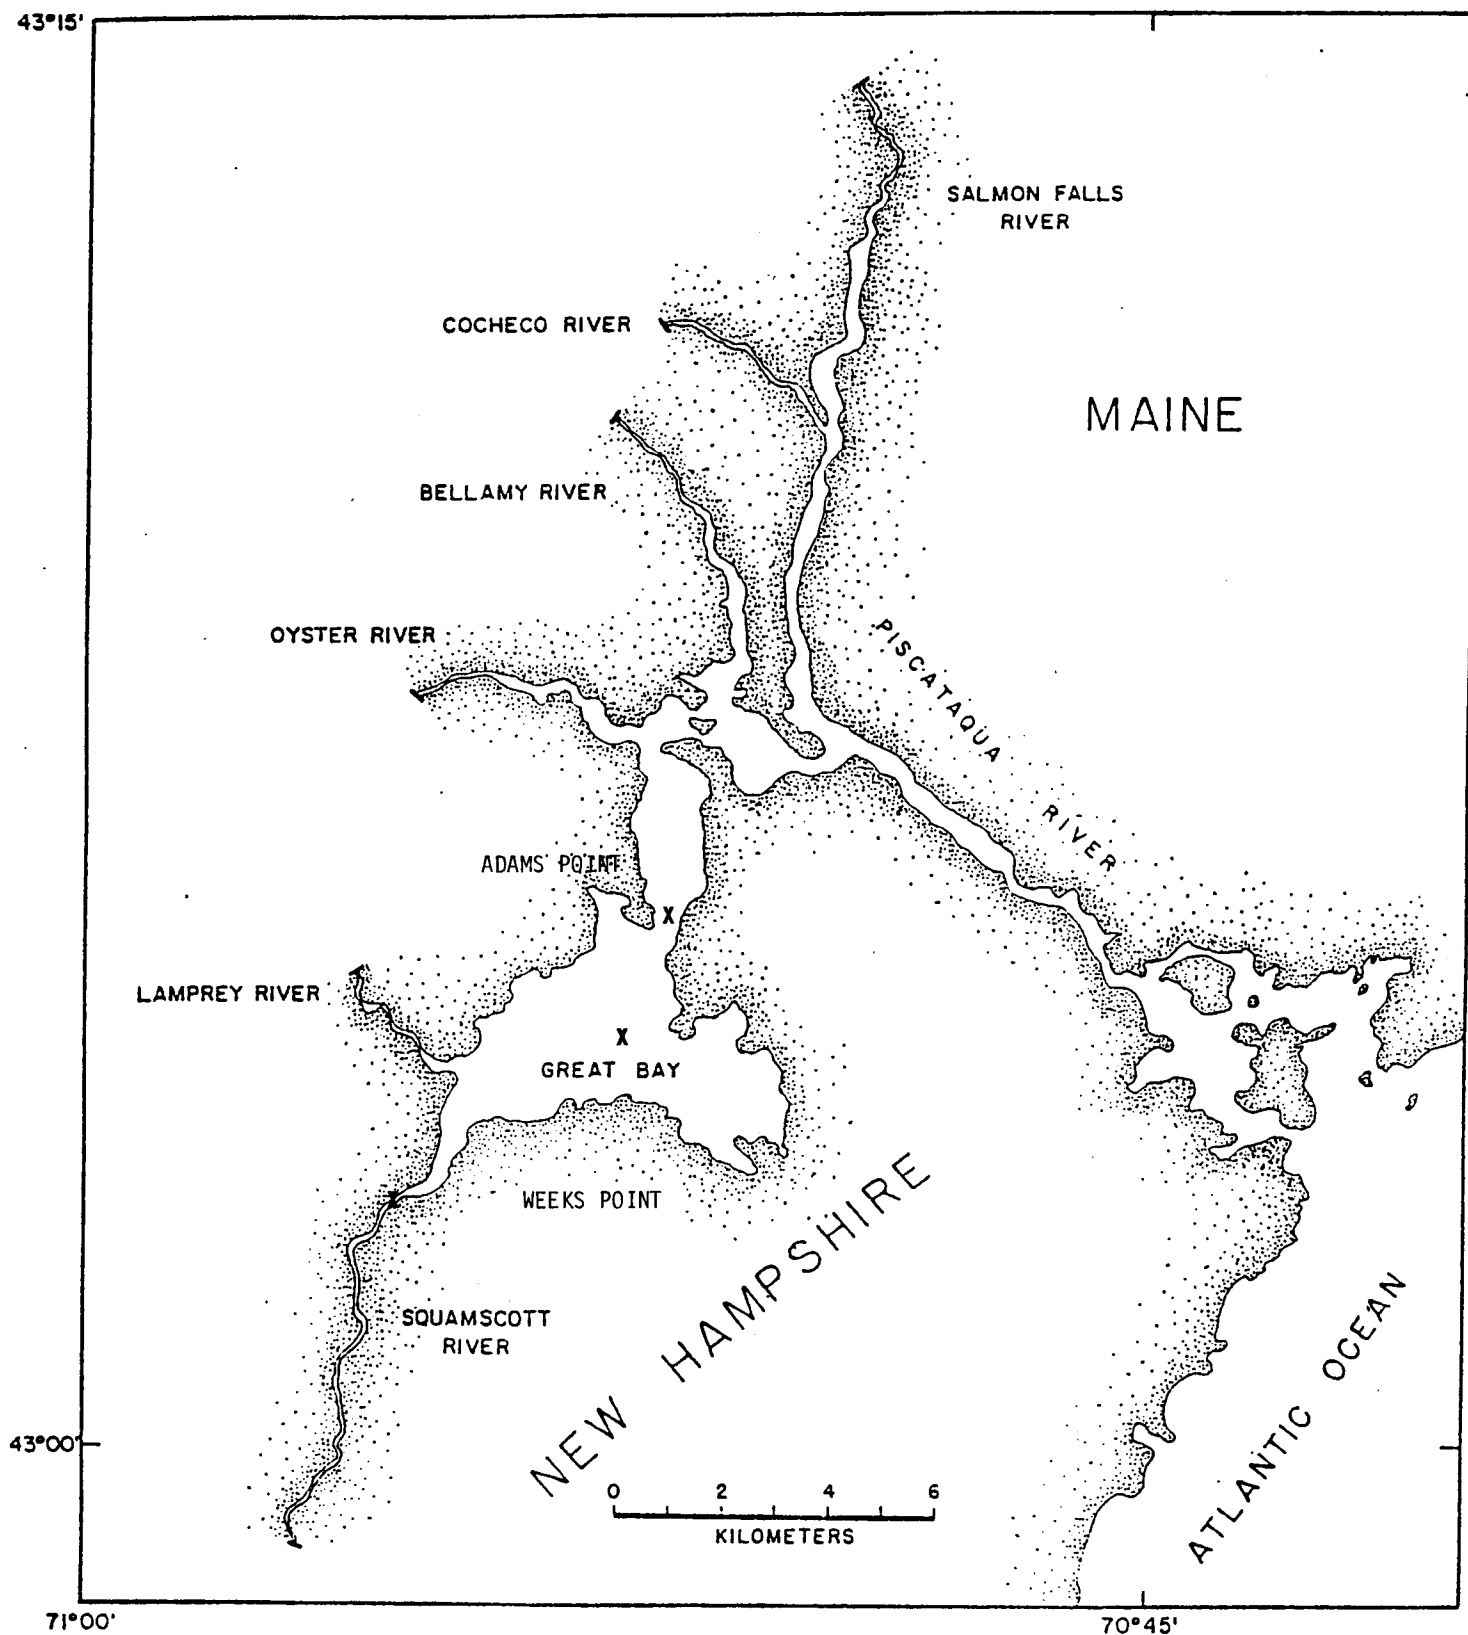 43°15'
SALMON FALLS
RIVER
COCHECO RIVER
MAINE
BELLAMY RIVER
OYSTER RIVER
PISCATAQUA RIVER
ADAMS POINT
X
LAMPREY RIVER
X
GREAT BAY
X
WEEKS POINT
NEW HAMPSHIRE
SQUAMSCOTT
RIVER
ATLANTIC OCEAN
43°00'
0 2 4 6
KILOMETERS
71°00'
70°45'